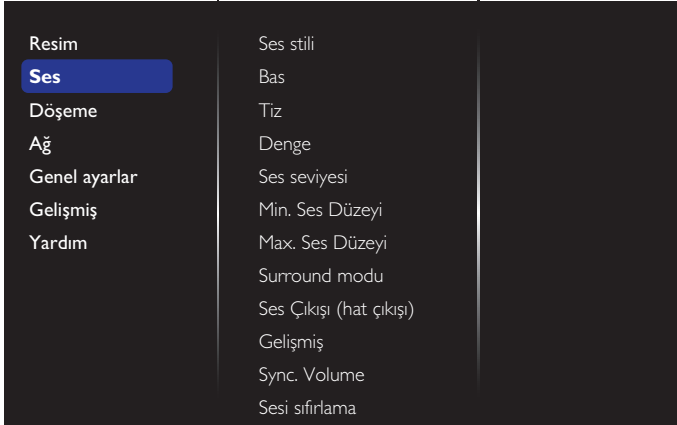 Resim
Ses
Döşeme
Ağ
Genel ayarlar
Gelişmiş
Yardım
Ses stili
Bas
Tiz
Denge
Ses seviyesi
Min. Ses Düzeyi
Max. Ses Düzeyi
Surround modu
Ses Çıkışı (hat çıkışı)
Gelişmiş
Sync. Volume
Sesi sıfırlama